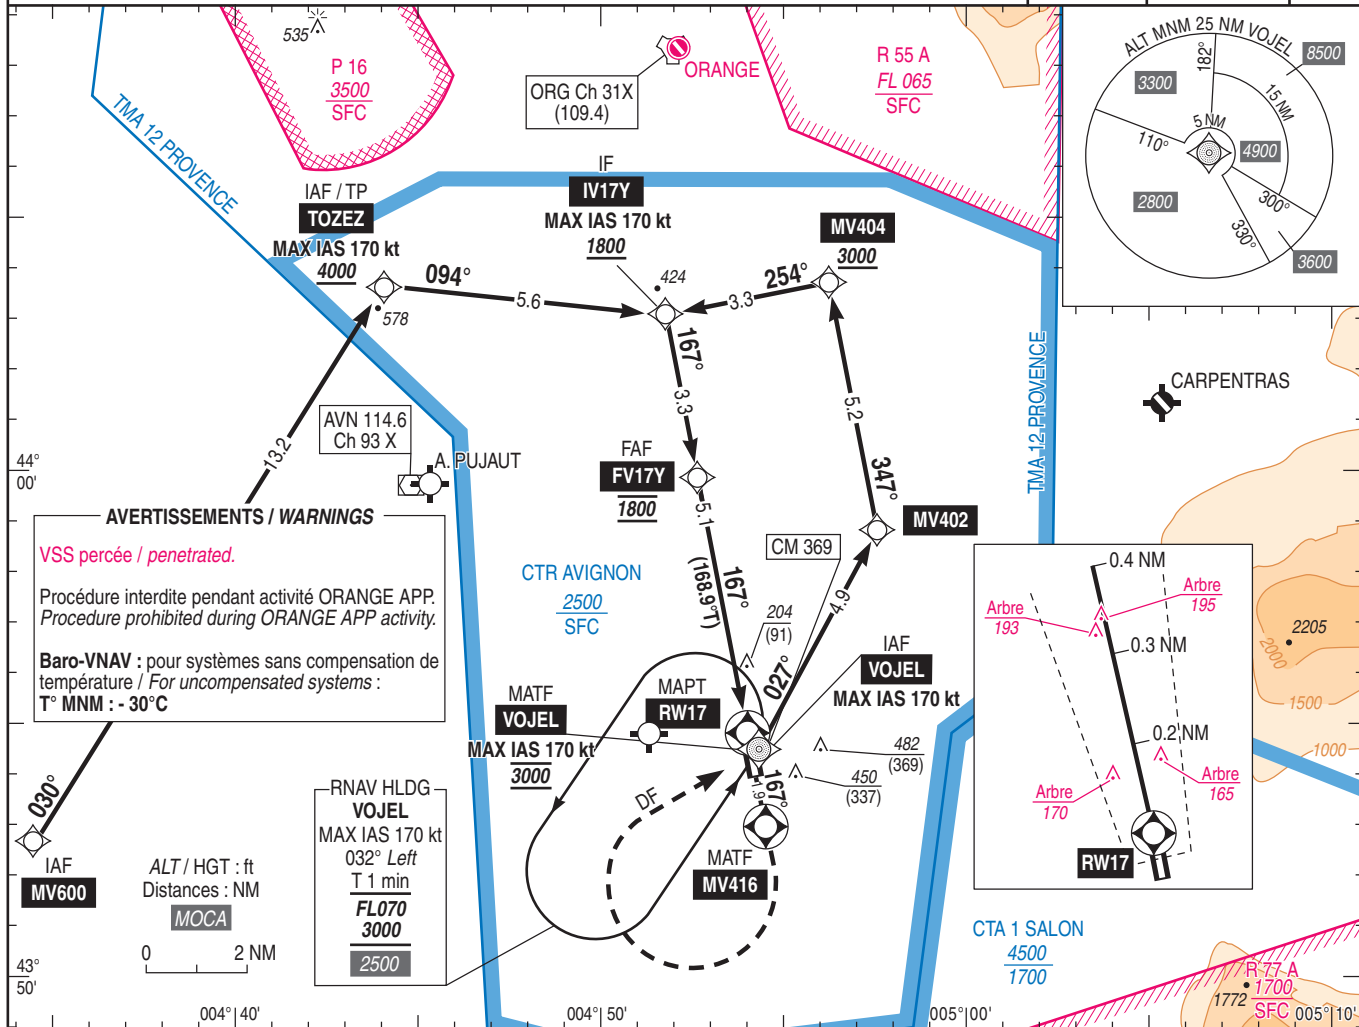 535
P 16
3500
SFC
ORG Ch 31X
(109.4)
ORANGE
R 55 A
FL 065
SFC
ALT MNM 25 NM VOJEL
8500
3300
182°
15 NM
5 NM
110°
4900
2800
300°
330°
3600
TMA 12 PROVENCE
IAF / TP
TOZEZ
MAX IAS 170 kt
4000
IF
IV17Y
MAX IAS 170 kt
1800
MV404
3000
094°
5.6
424
3.3
254°
578
167°
3.3
5.2
TMA 12 PROVENCE
CARPENTRAS
13.2
AVN 114.6
Ch 93 X
A. PUJAUT
FAF
FV17Y
1800
347°
MV402
44°
00'
5.1
167°
(168.9°T)
CM 369
4.9
027°
AVERTISSEMENTS / WARNINGS
VSS percée / penetrated.
Procédure interdite pendant activité ORANGE APP.
Procedure prohibited during ORANGE APP activity.
Baro-VNAV : pour systèmes sans compensation de
température / For uncompensated systems :
T° MNM : - 30°C
CTR AVIGNON
2500
SFC
204
(91)
IAF
VOJEL
MAX IAS 170 kt
MATF
VOJEL
MAX IAS 170 kt
3000
MAPT
RW17
482
(369)
450
(337)
0.4 NM
Arbre
195
Arbre
193
0.3 NM
0.2 NM
Arbre
170
Arbre
165
RW17
2205
2000
1500
1000
030°
IAF
MV600
ALT / HGT : ft
Distances : NM
MOCA
0 2 NM
RNAV HLDG
VOJEL
MAX IAS 170 kt
032° Left
T 1 min
FL070
3000
2500
DF
1.9
167°
MATF
MV416
CTA 1 SALON
4500
1700
R 77 A
1700
SFC
1772
43°
50'
004° 40'
004° 50'
005° 00'
005° 10'